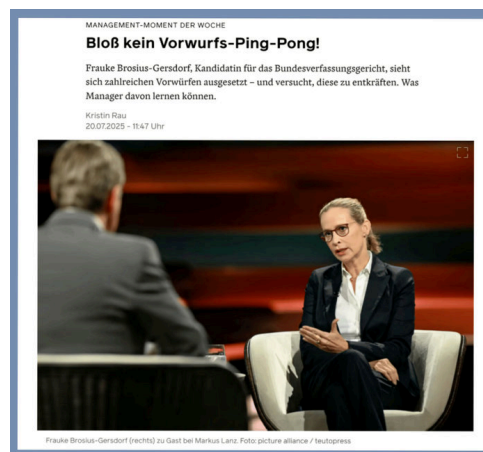 MANAGEMENT-MOMENT DER WOCHE
Bloß kein Vorwurfs-Ping-Pong!
Frauke Brosius-Gersdorf, Kandidatin für das Bundesverfassungsgericht, sieht
sich zahlreichen Vorwürfen ausgesetzt – und versucht, diese zu entkräften. Was
Manager davon lernen können.
Kristin Rau
20.07.2025 - 11:47 Uhr
Frauke Brosius-Gersdorf (rechts) zu Gast bei Markus Lanz. Foto: picture alliance / teutopress